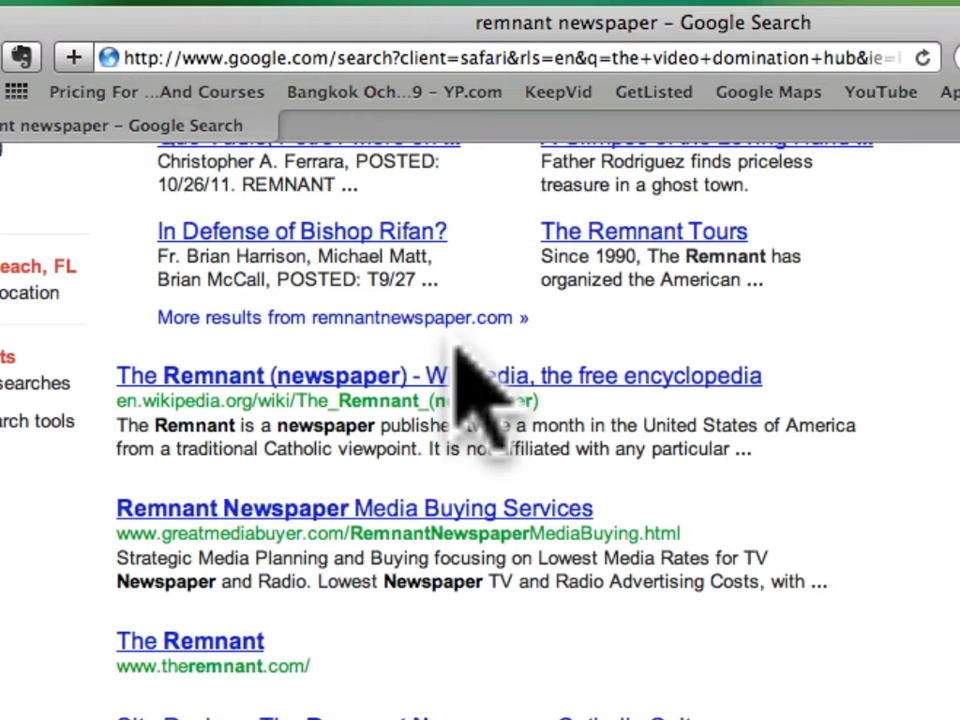 remnant newspaper – Google Search
http://www.google.com/search?client=safari&rls=en&q=the+video+domination+hub&ie=
Pricing For ...And Courses Bangkok Och...9 – YP.com KeepVid GetListed Google Maps YouTube Ap
nt newspaper – Google Search
Christopher A. Ferrara, POSTED:
10/26/11. REMNANT ...
Father Rodriguez finds priceless
treasure in a ghost town.
In Defense of Bishop Rifan?
Fr. Brian Harrison, Michael Matt,
Brian McCall, POSTED: T9/27 ...
The Remnant Tours
Since 1990, The Remnant has
organized the American ...
More results from remnantnewspaper.com »
each, FL
ocation
ts
searches
rch tools
The Remnant (newspaper) - W dia, the free encyclopedia
en.wikipedia.org/wiki/The_Remnant_(n er)
The Remnant is a newspaper publishe a month in the United States of America
from a traditional Catholic viewpoint. It is no affiliated with any particular ...
Remnant Newspaper Media Buying Services
www.greatmediabuyer.com/RemnantNewspaperMediaBuying.html
Strategic Media Planning and Buying focusing on Lowest Media Rates for TV
Newspaper and Radio. Lowest Newspaper TV and Radio Advertising Costs, with ...
The Remnant
www.theremnant.com/